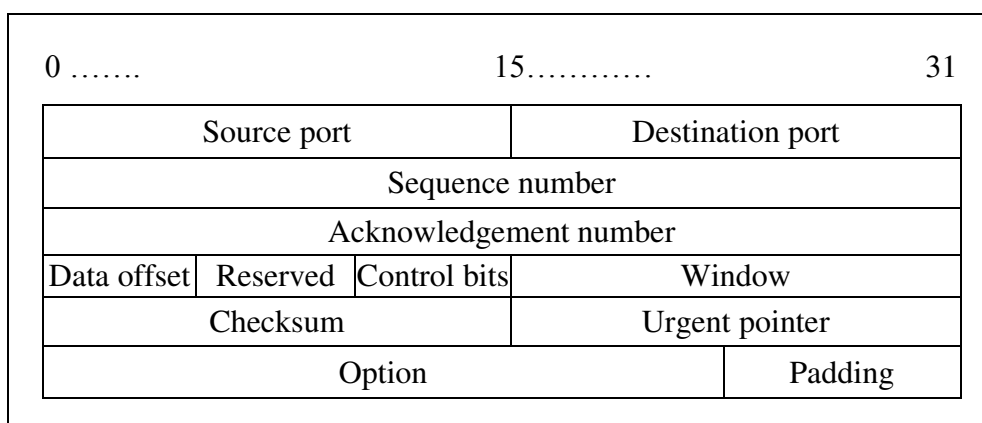 0 ……. 15………… 31
Source port Destination port
Sequence number
Acknowledgement number
Data offset Reserved Control bits Window
Checksum Urgent pointer
Option Padding